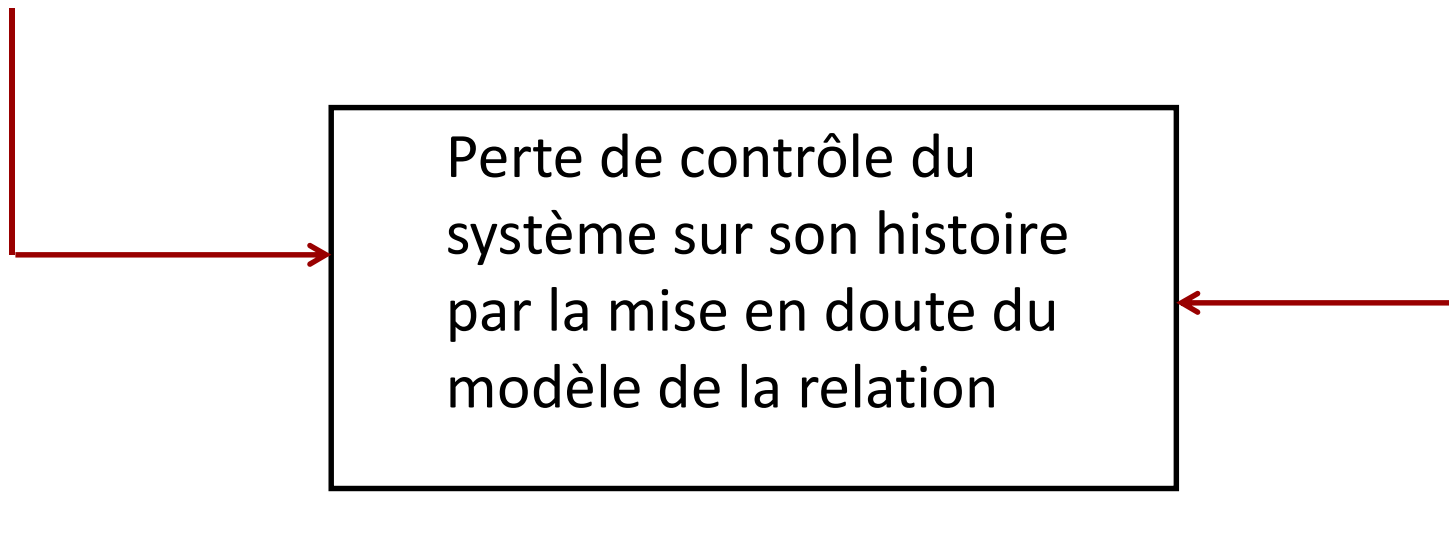 Perte de contrôle du
système sur son histoire
par la mise en doute du
modèle de la relation